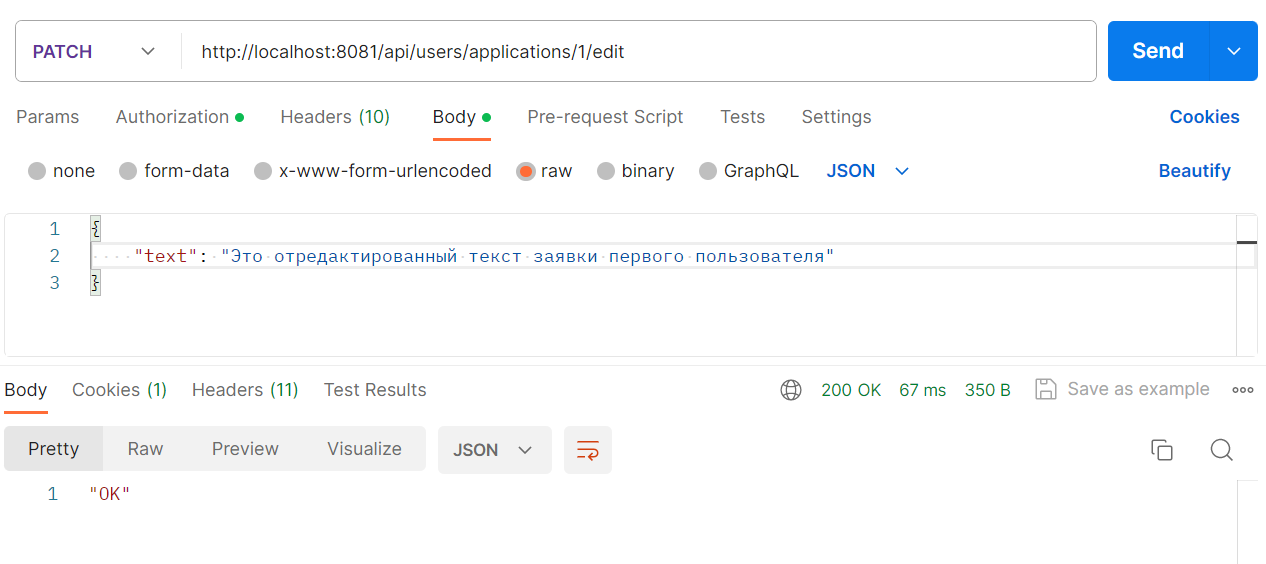 PATCH http://localhost:8081/api/users/applications/1/edit Send
Params Authorization Headers (10) Body Pre-request Script Tests Settings Cookies
none form-data x-www-form-urlencoded raw binary GraphQL JSON Beautify
1 {
2 "text": "Это отредактированный текст заявки первого пользователя"
3 }
Body Cookies (1) Headers (11) Test Results 200 OK 67 ms 350 B Save as example
Pretty Raw Preview Visualize JSON
1 "OK"